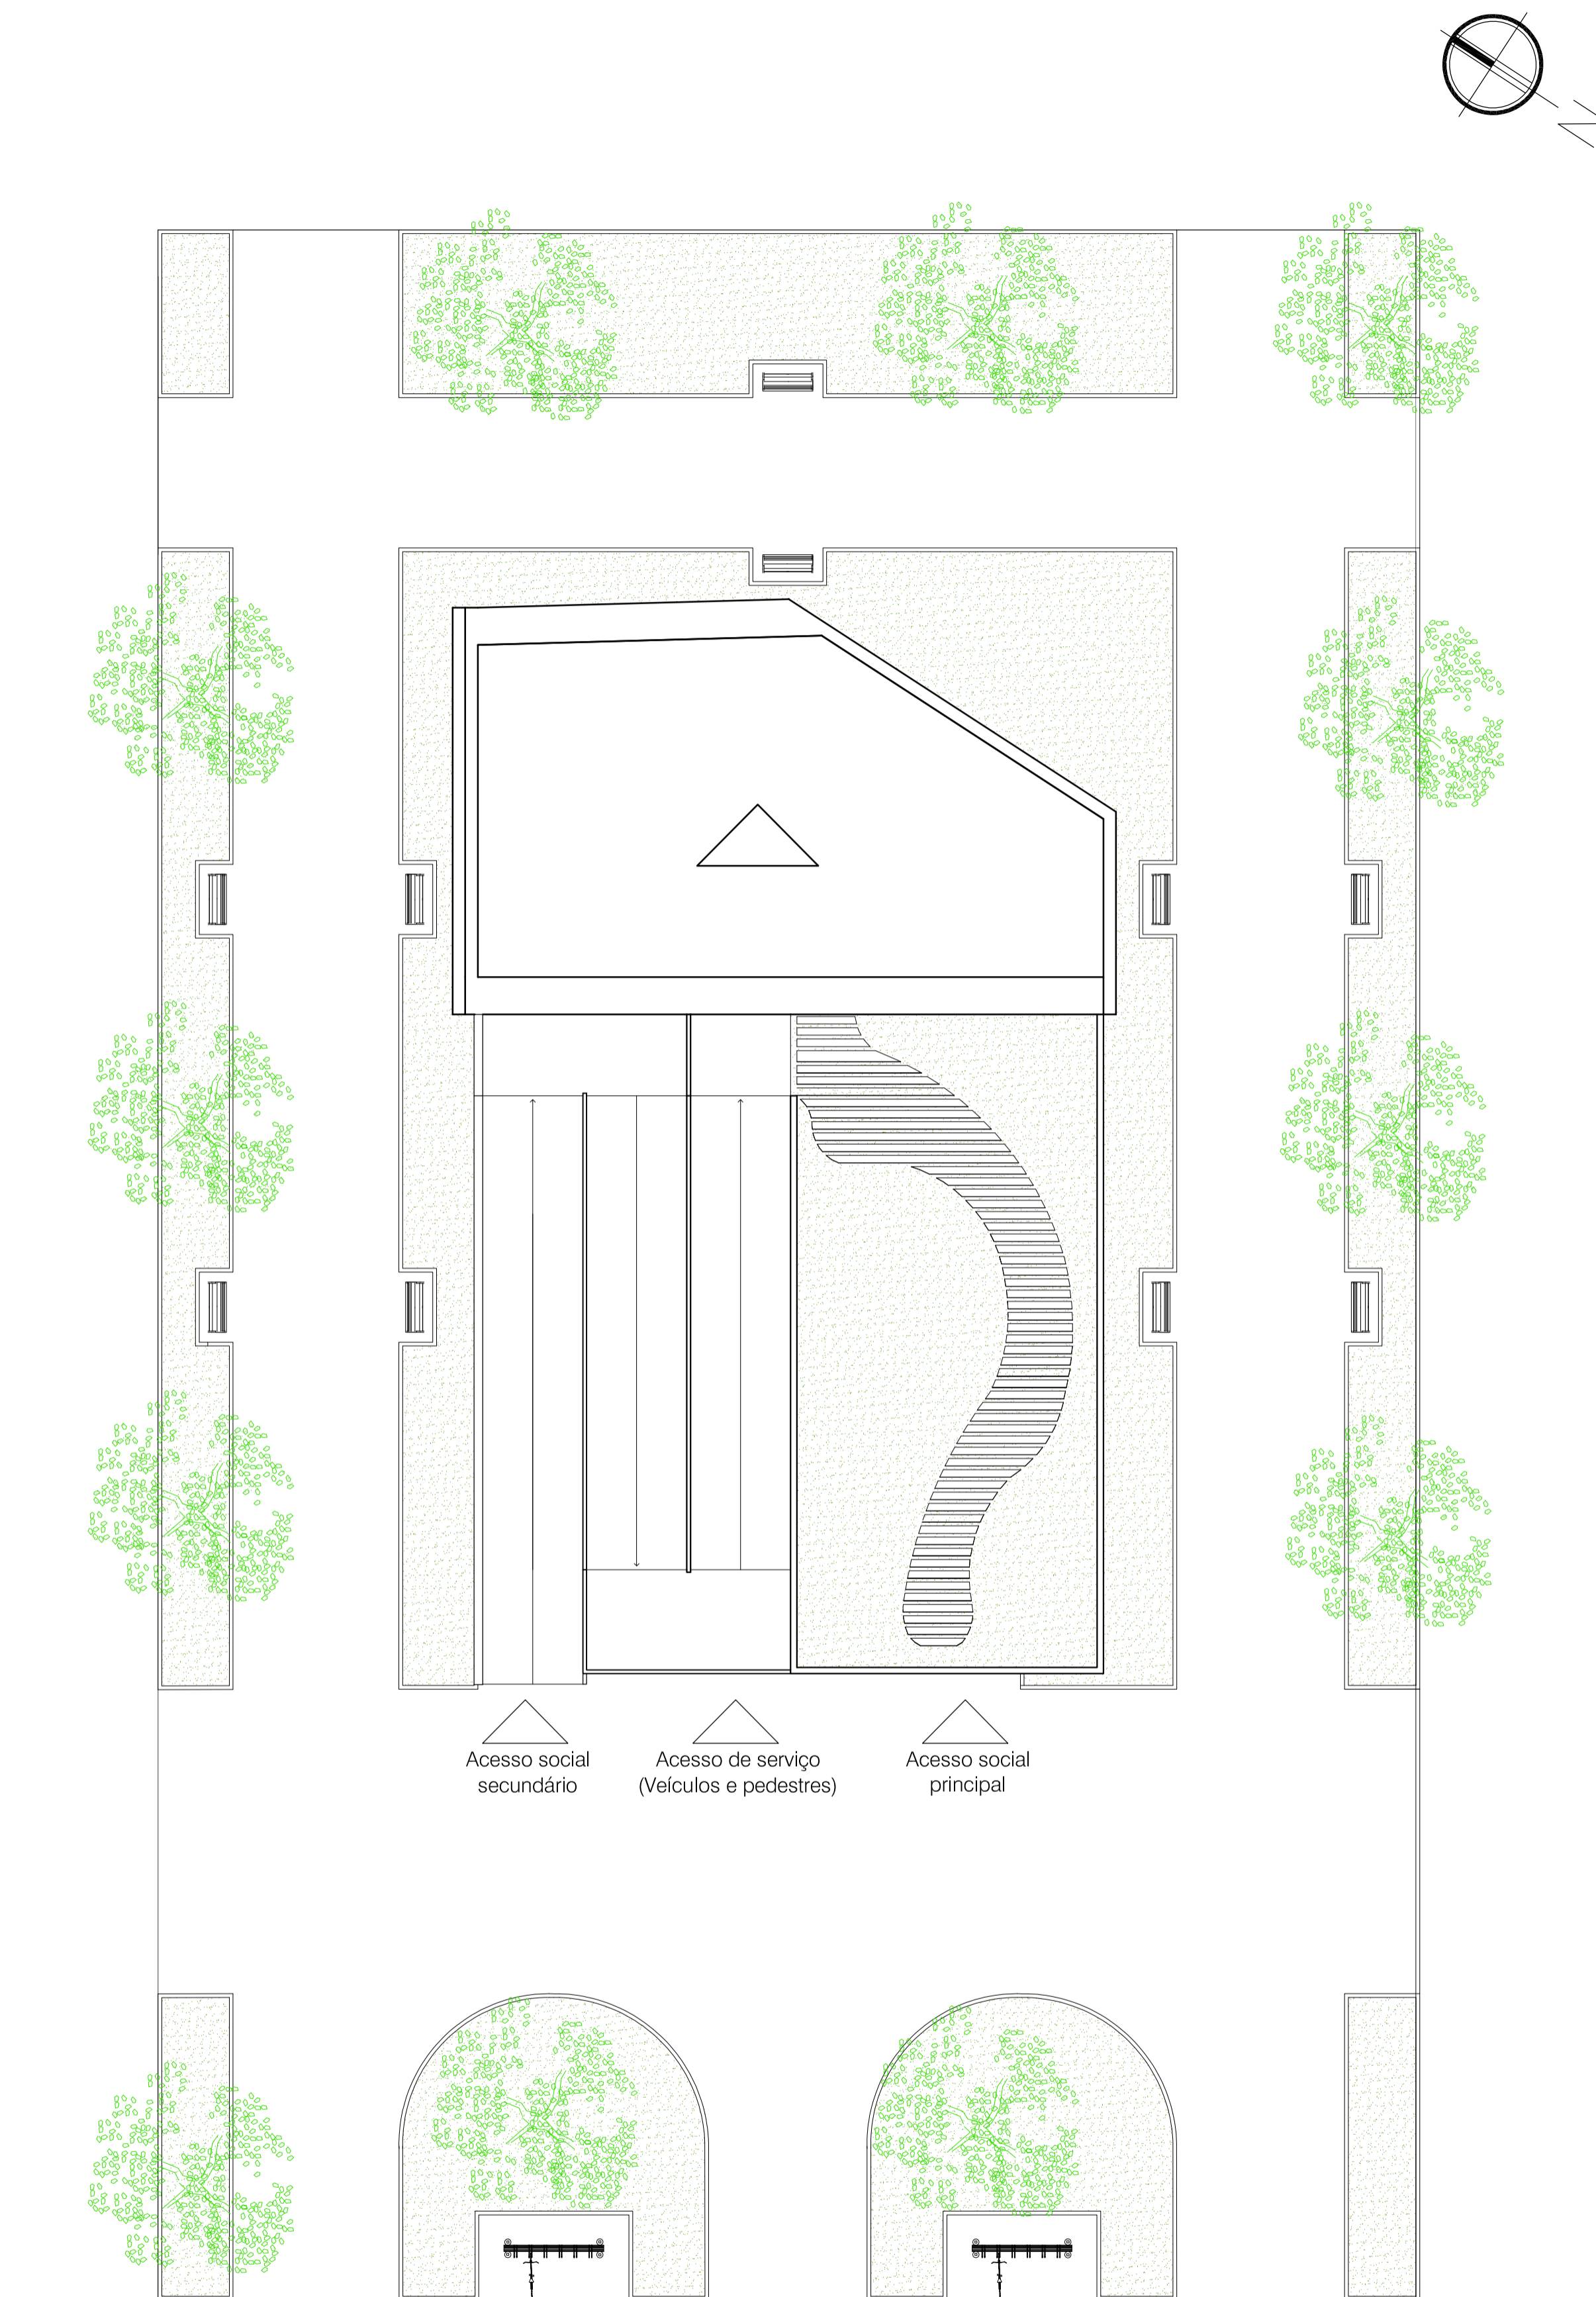 N
Acesso social
secundário
Acesso de serviço
(Veículos e pedestres)
Acesso social
principal